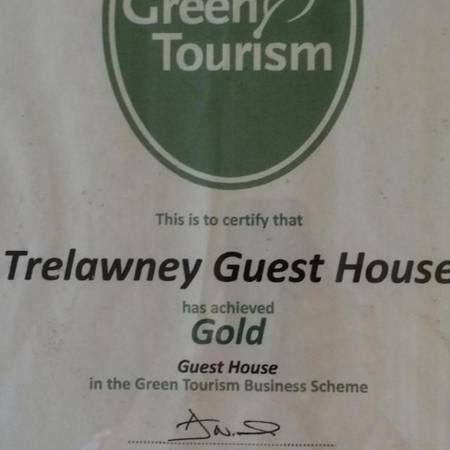 Green
Tourism
This is to certify that
Trelawney Guest House
has achieved
Gold
Guest House
in the Green Tourism Business Scheme